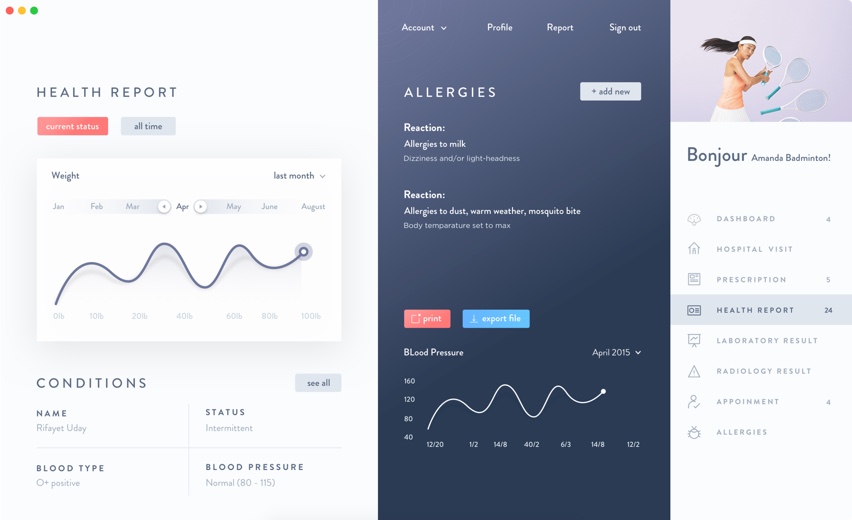 HEALTH REPORT
current status
all time
Weight
last month
Jan Feb Mar Apr May June August
0lb 10lb 20lb 40lb 60lb 80lb 100lb
CONDITIONS
see all
NAME
Rifayet Uday
STATUS
Intermittent
BLOOD TYPE
O+ positive
BLOOD PRESSURE
Normal (80 - 115)
Account Profile Report Sign out
ALLERGIES
+ add new
Reaction:
Allergies to milk
Dizziness and/or light-headness
Reaction:
Allergies to dust, warm weather, mosquito bite
Body temparature set to max
print
export file
BLood Pressure
April 2015
160
120
80
40
12/20 1/2 14/8 40/2 6/3 14/8 12/2
Bonjour Amanda Badminton!
DASHBOARD 4
HOSPITAL VISIT
PRESCRIPTION 5
HEALTH REPORT 24
LABORATORY RESULT
RADIOLOGY RESULT
APPOINMENT 4
ALLERGIES